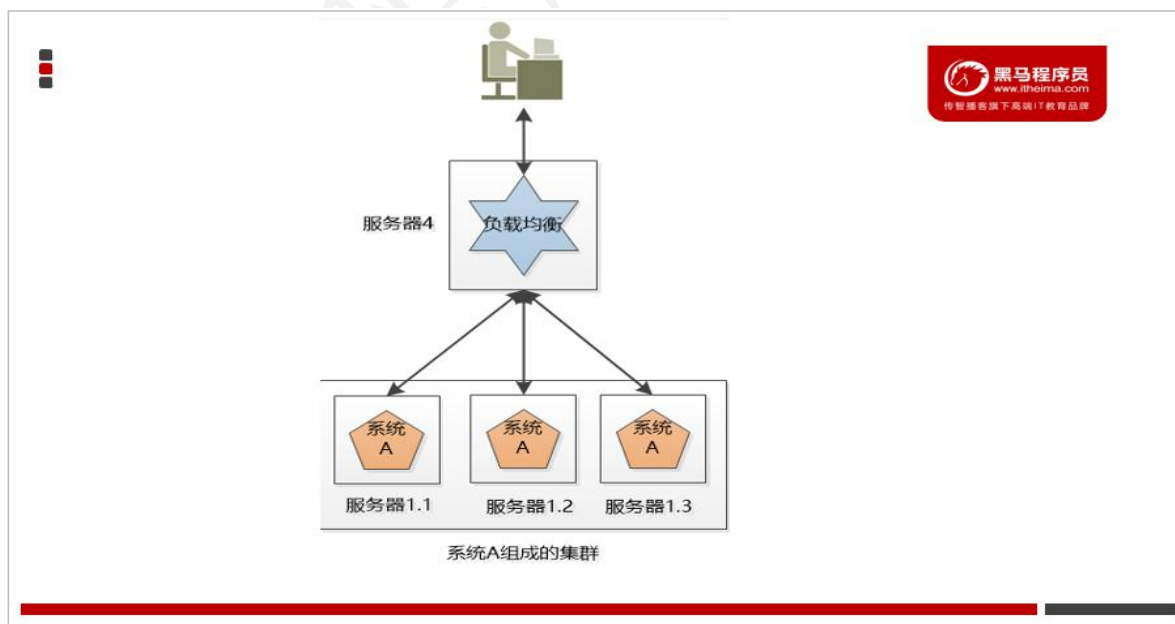 黑马程序员
www.itheima.com
传智播客旗下高端IT教育品牌
服务器4
负载均衡
系统
A
系统
A
系统
A
服务器1.1
服务器1.2
服务器1.3
系统A组成的集群